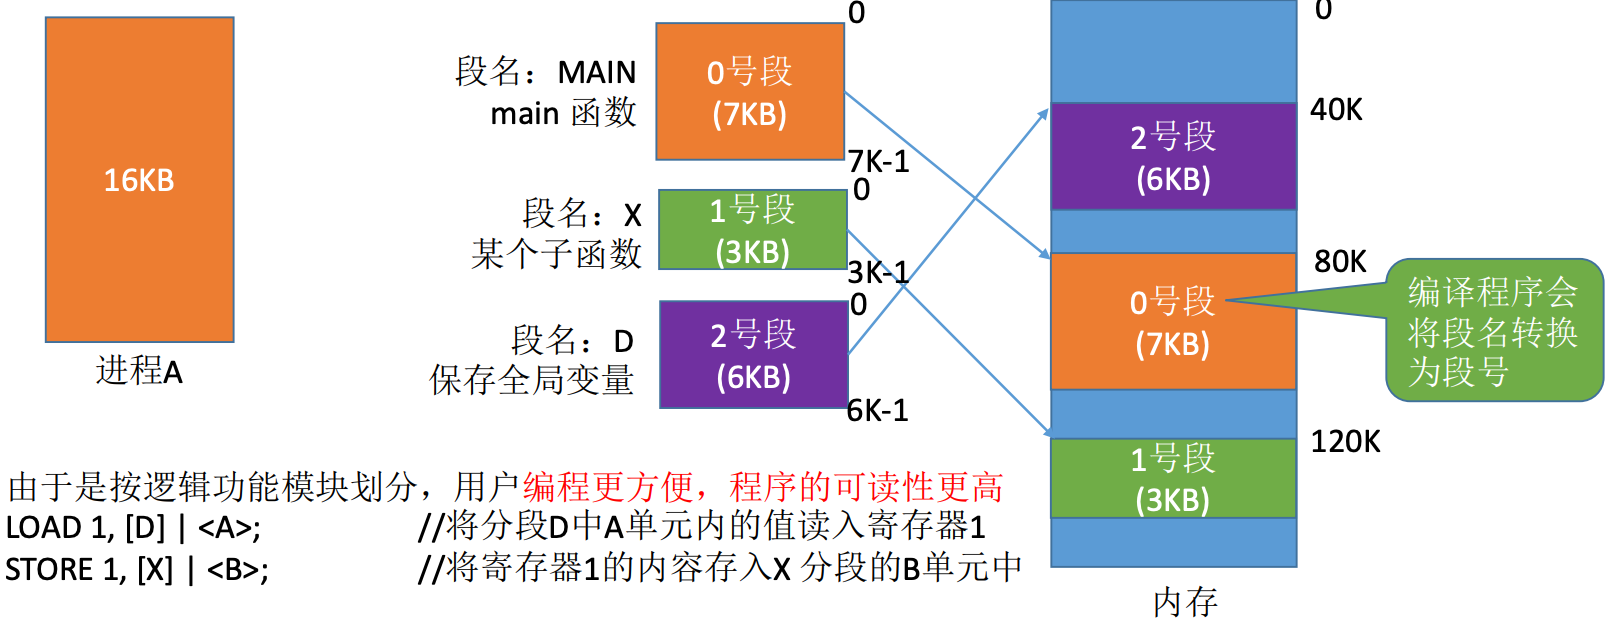 16KB
进程A
段名：MAIN
main 函数
0号段
(7KB)
0
7K-1
段名：X
某个子函数
1号段
(3KB)
0
3K-1
段名：D
保存全局变量
2号段
(6KB)
0
6K-1
0
40K
2号段
(6KB)
80K
0号段
(7KB)
编译程序会
将段名转换
为段号
120K
1号段
(3KB)
内存
由于是按逻辑功能模块划分，用户编程更方便，程序的可读性更高
LOAD 1, [D] | <A>; //将分段D中A单元内的值读入寄存器1
STORE 1, [X] | <B>; //将寄存器1的内容存入X 分段的B单元中